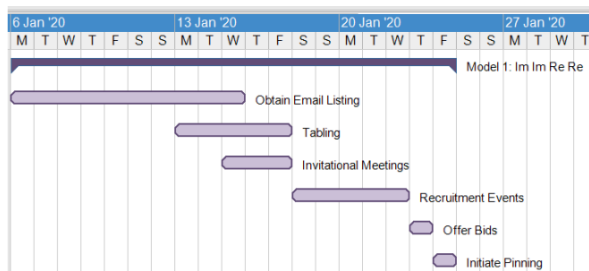 6 Jan '20 13 Jan '20 20 Jan '20 27 Jan '20
M T W T F S S M T W T F S S M T W T F S S M T W T
Model 1: Im Im Re Re
Obtain Email Listing
Tabling
Invitational Meetings
Recruitment Events
Offer Bids
Initiate Pinning